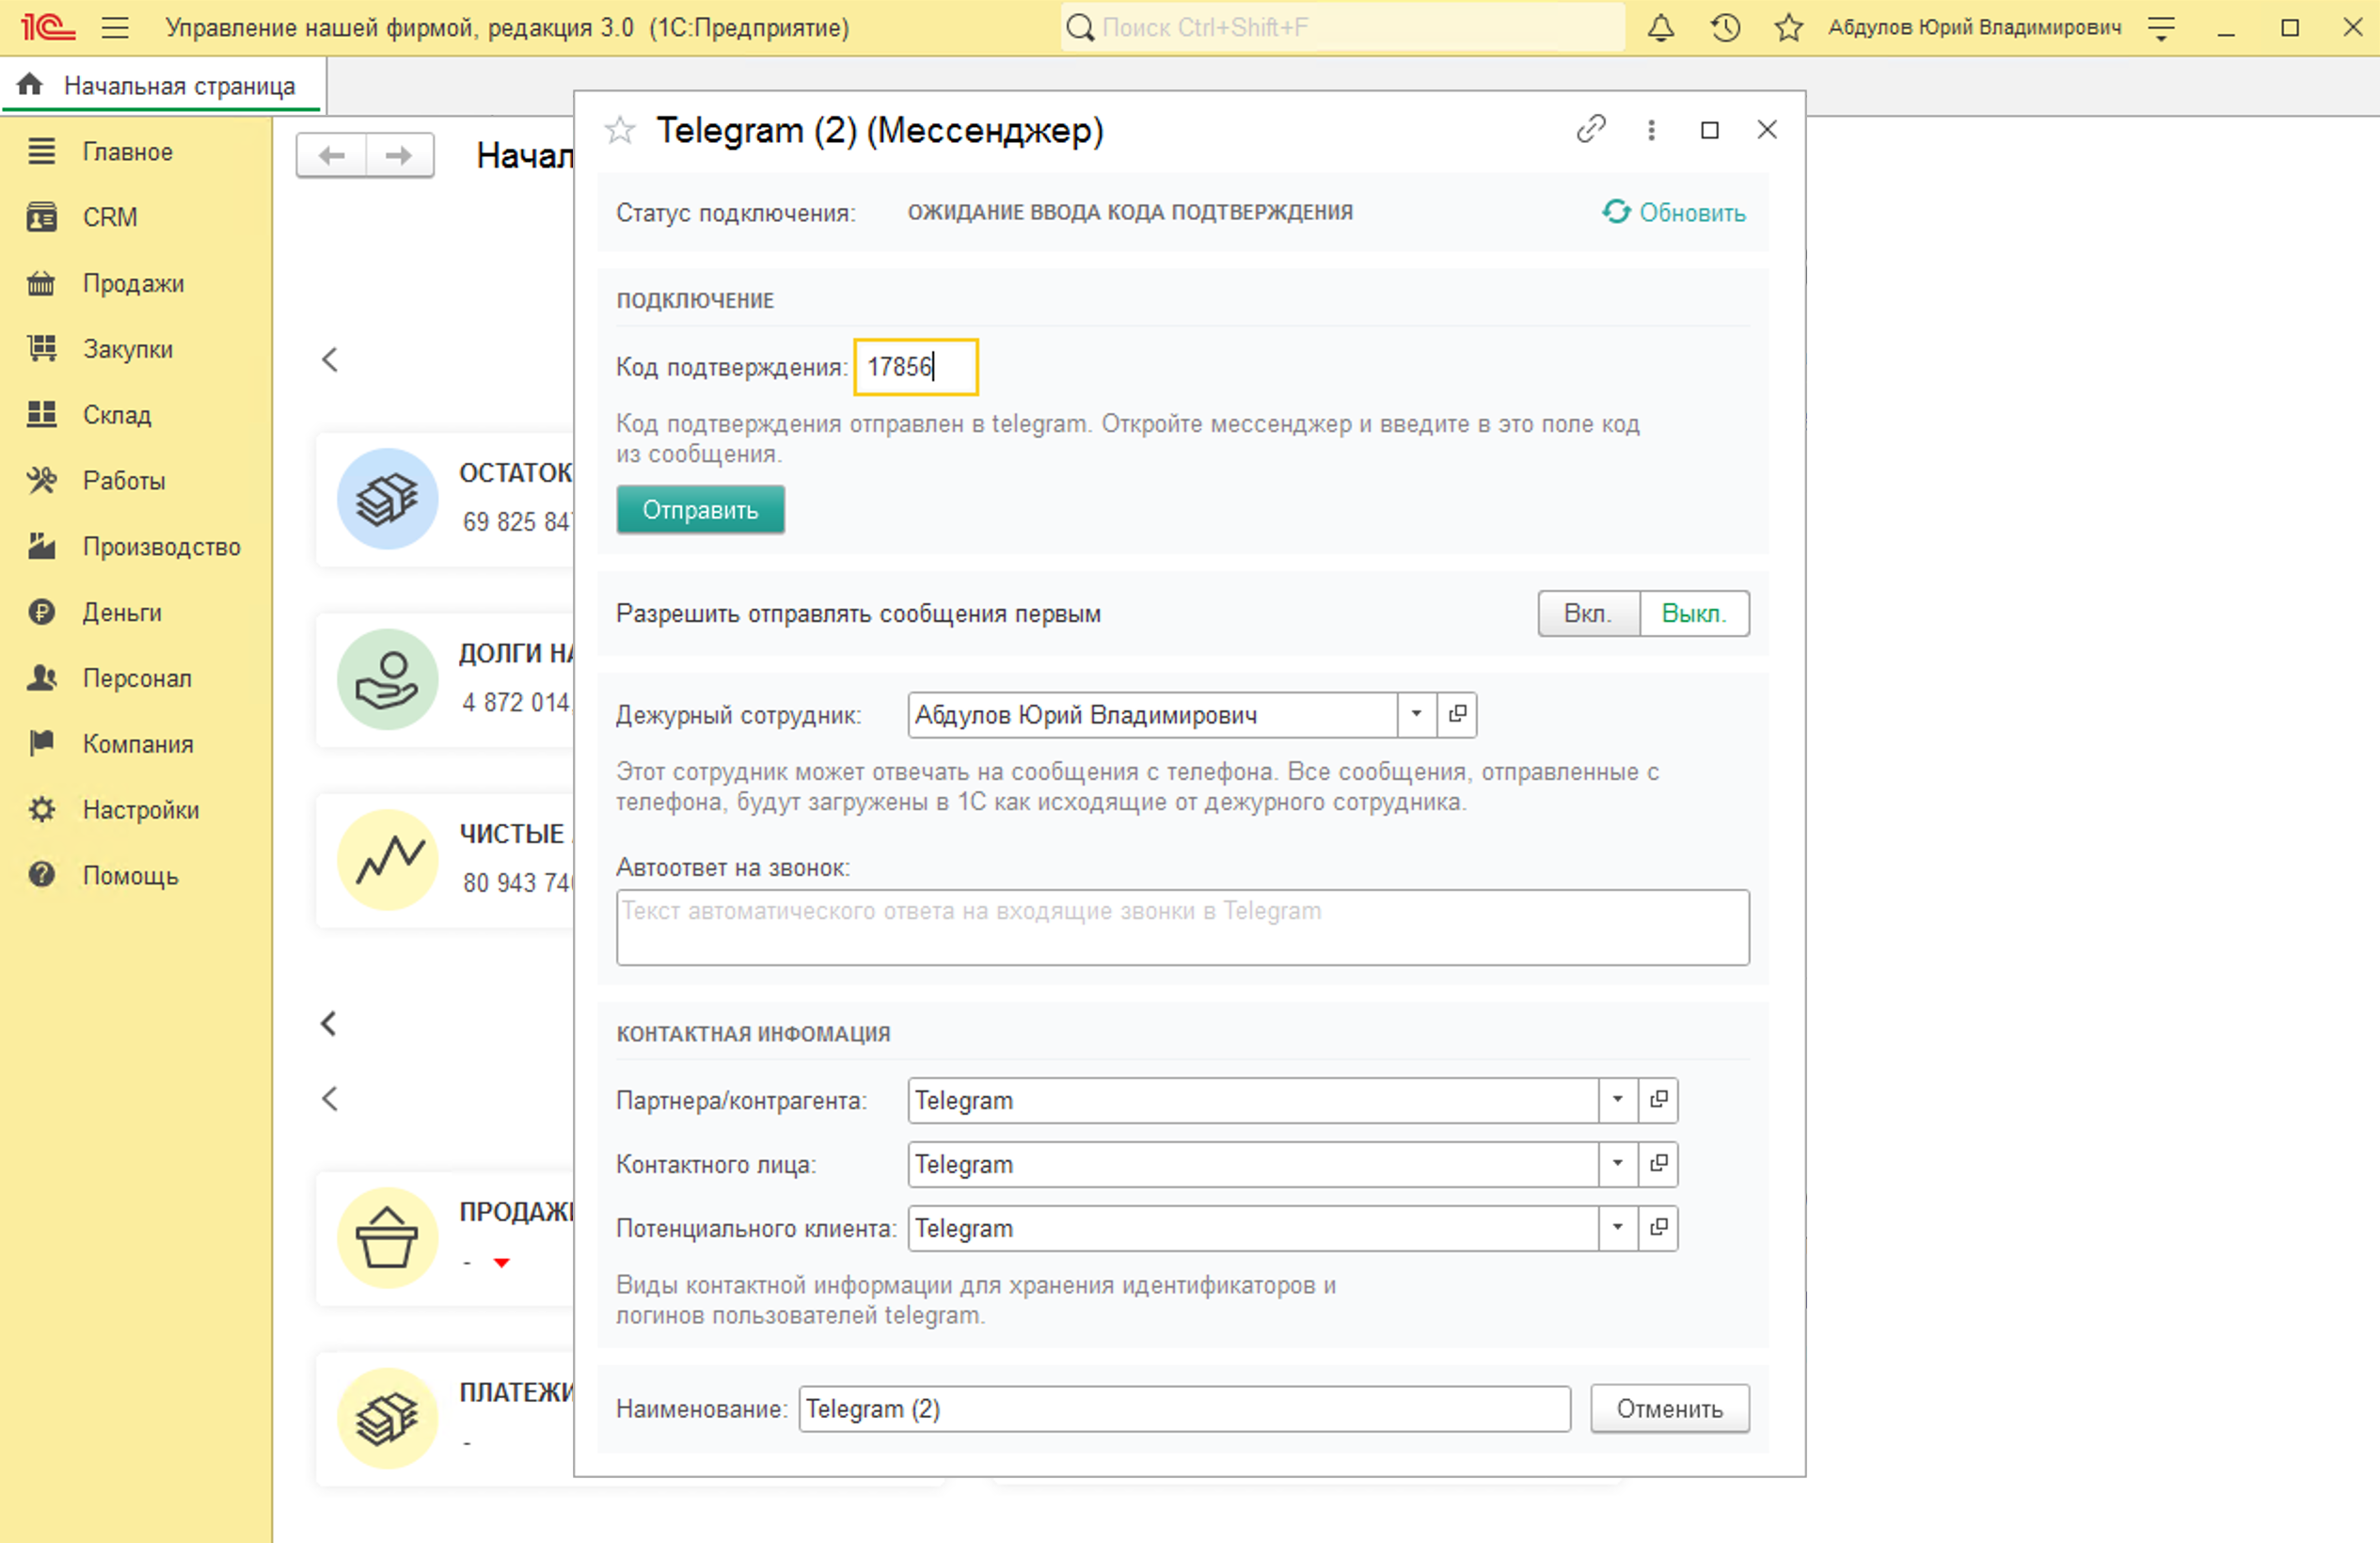 1С Управление нашей фирмой, редакция 3.0 (1С:Предприятие) Поиск Ctrl+Shift+F Абдулов Юрий Владимирович
Начальная страница
Главное
CRM
Продажи
Закупки
Склад
Работы
Производство
Деньги
Персонал
Компания
Настройки
Помощь
Начал
ОСТАТОК
69 825 84
ДОЛГИ НА
4 872 014,
ЧИСТЫЕ
80 943 74
ПРОДАЖ
-
ПЛАТЕЖИ
-
Telegram (2) (Мессенджер)
Статус подключения: ОЖИДАНИЕ ВВОДА КОДА ПОДТВЕРЖДЕНИЯ Обновить
ПОДКЛЮЧЕНИЕ
Код подтверждения: 17856
Код подтверждения отправлен в telegram. Откройте мессенджер и введите в это поле код
из сообщения.
Отправить
Разрешить отправлять сообщения первым Вкл. Выкл.
Дежурный сотрудник: Абдулов Юрий Владимирович
Этот сотрудник может отвечать на сообщения с телефона. Все сообщения, отправленные с
телефона, будут загружены в 1С как исходящие от дежурного сотрудника.
Автоответ на звонок:
Текст автоматического ответа на входящие звонки в Telegram
КОНТАКТНАЯ ИНФОМАЦИЯ
Партнера/контрагента: Telegram
Контактного лица: Telegram
Потенциального клиента: Telegram
Виды контактной информации для хранения идентификаторов и
логинов пользователей telegram.
Наименование: Telegram (2) Отменить